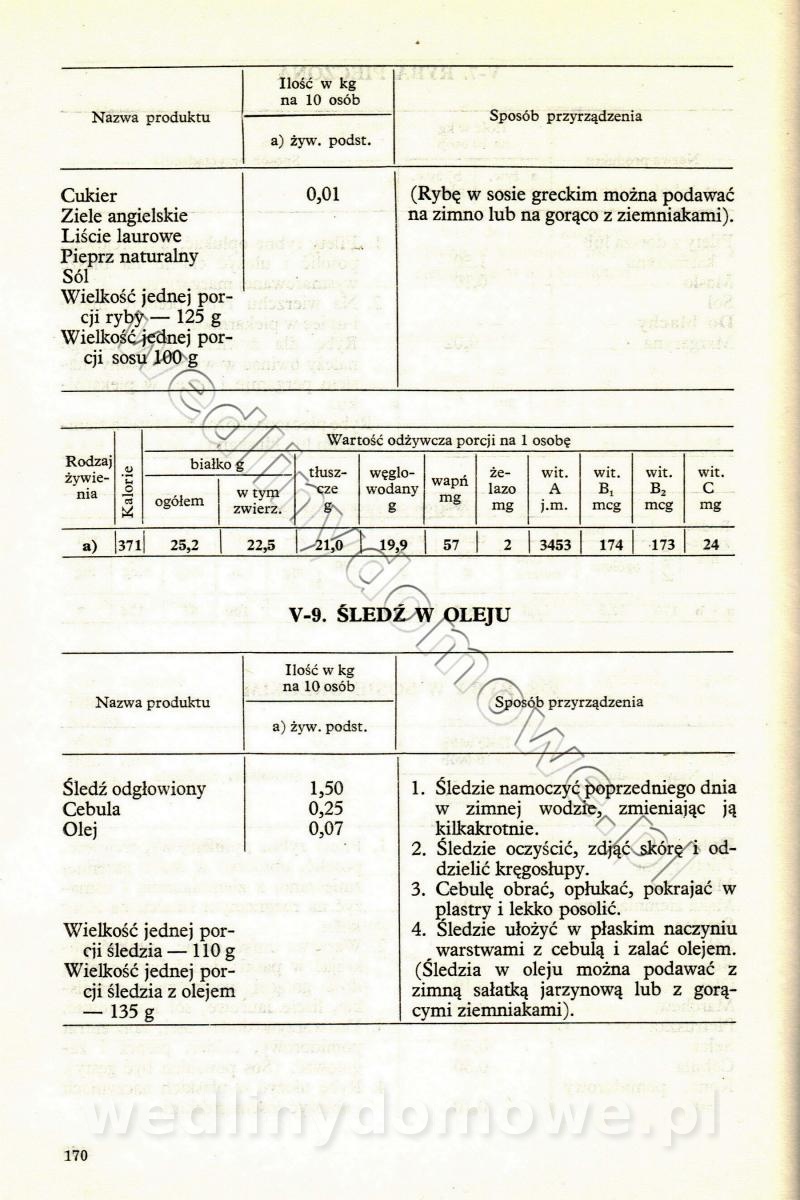 Nazwa produktu
Ilość w kg
na 10 osób
a) żyw. podst.
Sposób przyrządzenia
Cukier 0,01
Ziele angielskie
Liście laurowe
Pieprz naturalny
Sól
Wielkość jednej por-
cji ryby — 125 g
Wielkość jednej por-
cji sosu 100 g
(Rybę w sosie greckim można podawać
na zimno lub na gorąco z ziemniakami).
Rodzaj
żywie-
nia
Kalorie
Wartość odżywcza porcji na 1 osobę
białko g
ogółem
w tym
zwierz.
tłusz-
cze
g
węglo-
wodany
g
wapń
mg
że-
lazo
mg
wit.
A
j.m.
wit.
B₁
mcg
wit.
B₂
mcg
wit.
C
mg
a) 371 25,2 22,5 21,0 19,9 57 2 3453 174 173 24
V-9. ŚLEDŹ W OLEJU
Nazwa produktu
Ilość w kg
na 10 osób
a) żyw. podst.
Sposób przyrządzenia
Śledź odgłowiony 1,50
Cebula 0,25
Olej 0,07
Wielkość jednej por-
cji śledzia — 110 g
Wielkość jednej por-
cji śledzia z olejem
— 135 g
1. Śledzie namoczyć poprzedniego dnia
w zimnej wodzie, zmieniając ją
kilkakrotnie.
2. Śledzie oczyścić, zdjąć skórę i od-
dzielić kręgosłupy.
3. Cebulę obrać, opłukać, pokrajać w
plastry i lekko posolić.
4. Śledzie ułożyć w płaskim naczyniu
warstwami z cebulą i zalać olejem.
(Śledzia w oleju można podawać z
zimną sałatką jarzynową lub z gorą-
cymi ziemniakami).
wedlinydomowe.pl
wedlinydomowe.pl
170